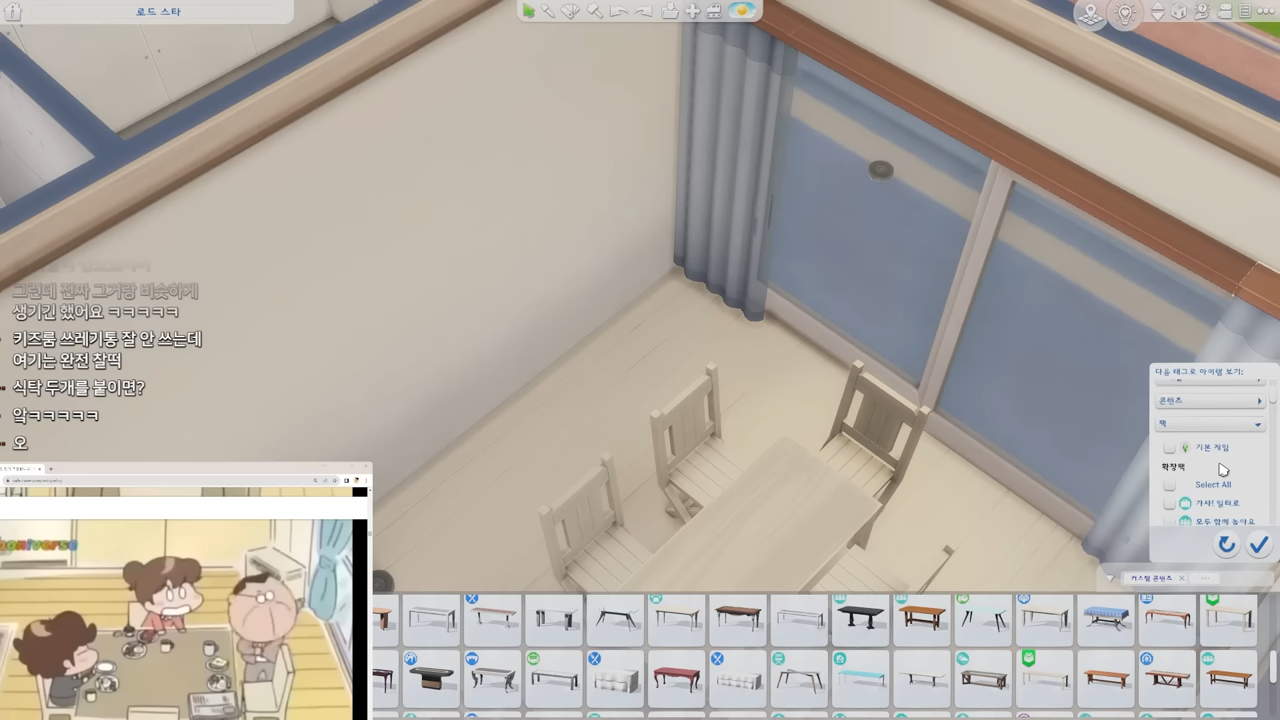 로드 스타
그런데 진짜 그거랑 비슷하게
생기긴 했어요 ㅋㅋㅋㅋㅋ
키즈룸 쓰레기통 잘 안 쓰는데
여기는 완전 찰떡
식탁 두개를 붙이면?
악ㅋㅋㅋㅋㅋ
오
다음 태그로 아이템 보기:
콘텐츠
팩
기본 게임
확장팩
Select All
가자! 일터로
모두 함께 놀아요
커스텀 콘텐츠